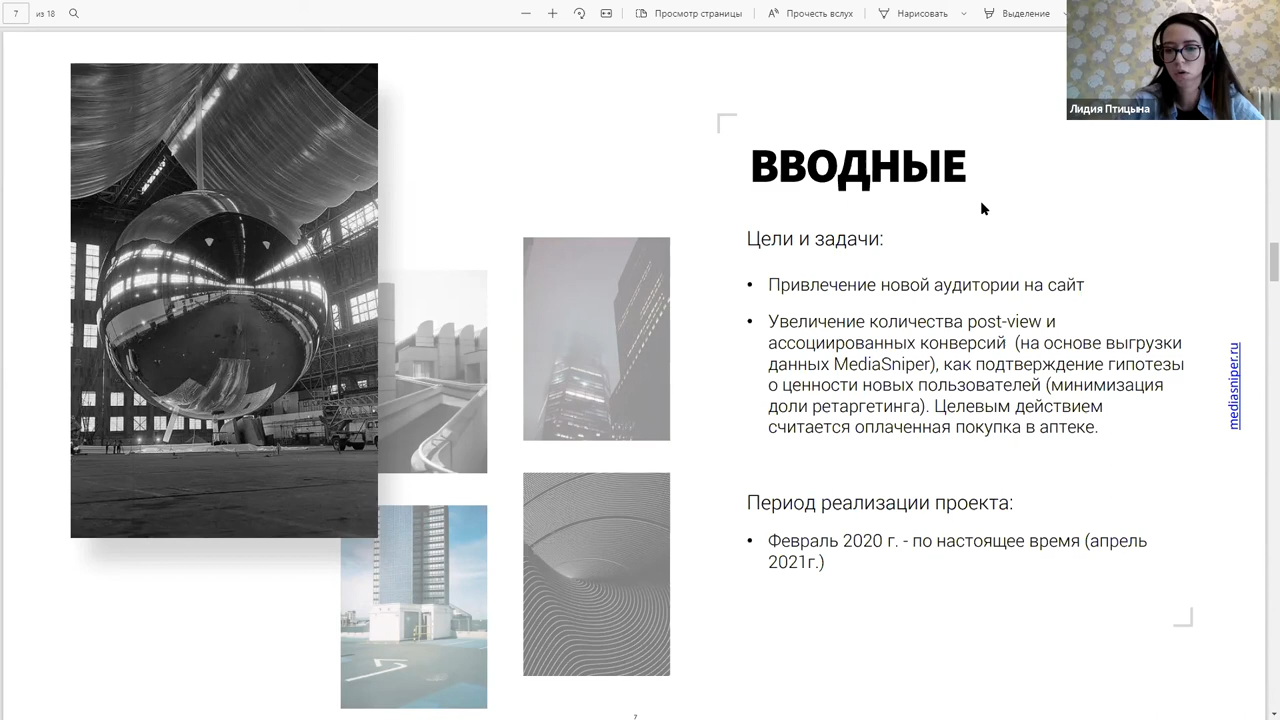 7 из 18 Просмотр страницы Прочесть вслух Нарисовать Выделение
Лидия Птицына
ВВОДНЫЕ
Цели и задачи:
• Привлечение новой аудитории на сайт
• Увеличение количества post-view и
ассоциированных конверсий (на основе выгрузки
данных MediaSniper), как подтверждение гипотезы
о ценности новых пользователей (минимизация
доли ретаргетинга). Целевым действием
считается оплаченная покупка в аптеке.
mediasniper.ru
Период реализации проекта:
• Февраль 2020 г. - по настоящее время (апрель
2021г.)
7